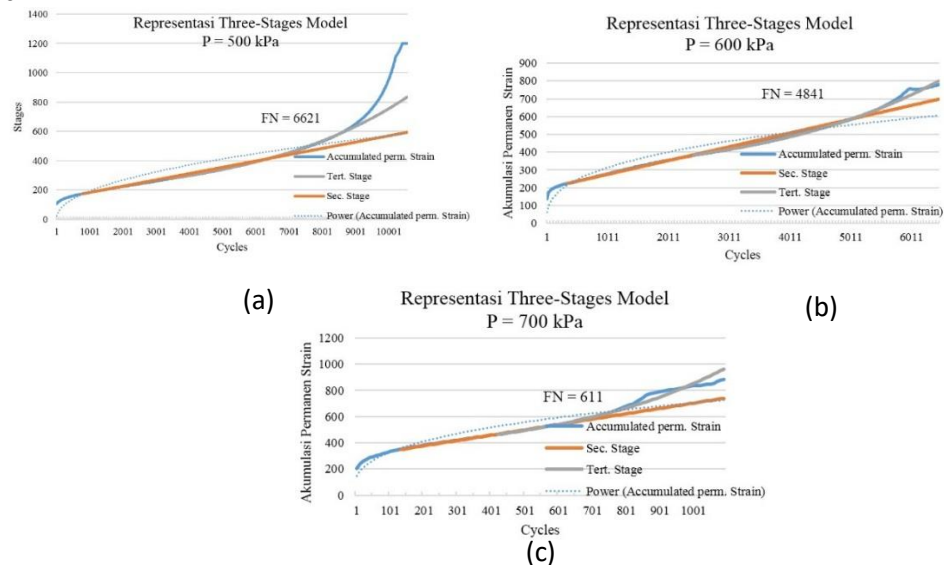 Representasi Three-Stages Model
P = 500 kPa
1400
1200
1000
800
600
400
200
0
Stages
FN = 6621
Accumulated perm. Strain
Tert. Stage
Sec. Stage
Power (Accumulated perm. Strain)
1 1001 2001 3001 4001 5001 6001 7001 8001 9001 10001
Cycles
(a)
Representasi Three-Stages Model
P = 600 kPa
900
800
700
600
500
400
300
200
100
0
Akumulasi Permanen Strain
FN = 4841
Accumulated perm. Strain
Sec. Stage
Tert. Stage
Power (Accumulated perm. Strain)
1 1011 2011 3011 4011 5011 6011
Cycles
(b)
Representasi Three-Stages Model
P = 700 kPa
1200
1000
800
600
400
200
0
Akumulasi Permanen Strain
FN = 611
Accumulated perm. Strain
Sec. Stage
Tert. Stage
Power (Accumulated perm. Strain)
1 101 201 301 401 501 601 701 801 901 1001
Cycles
(c)